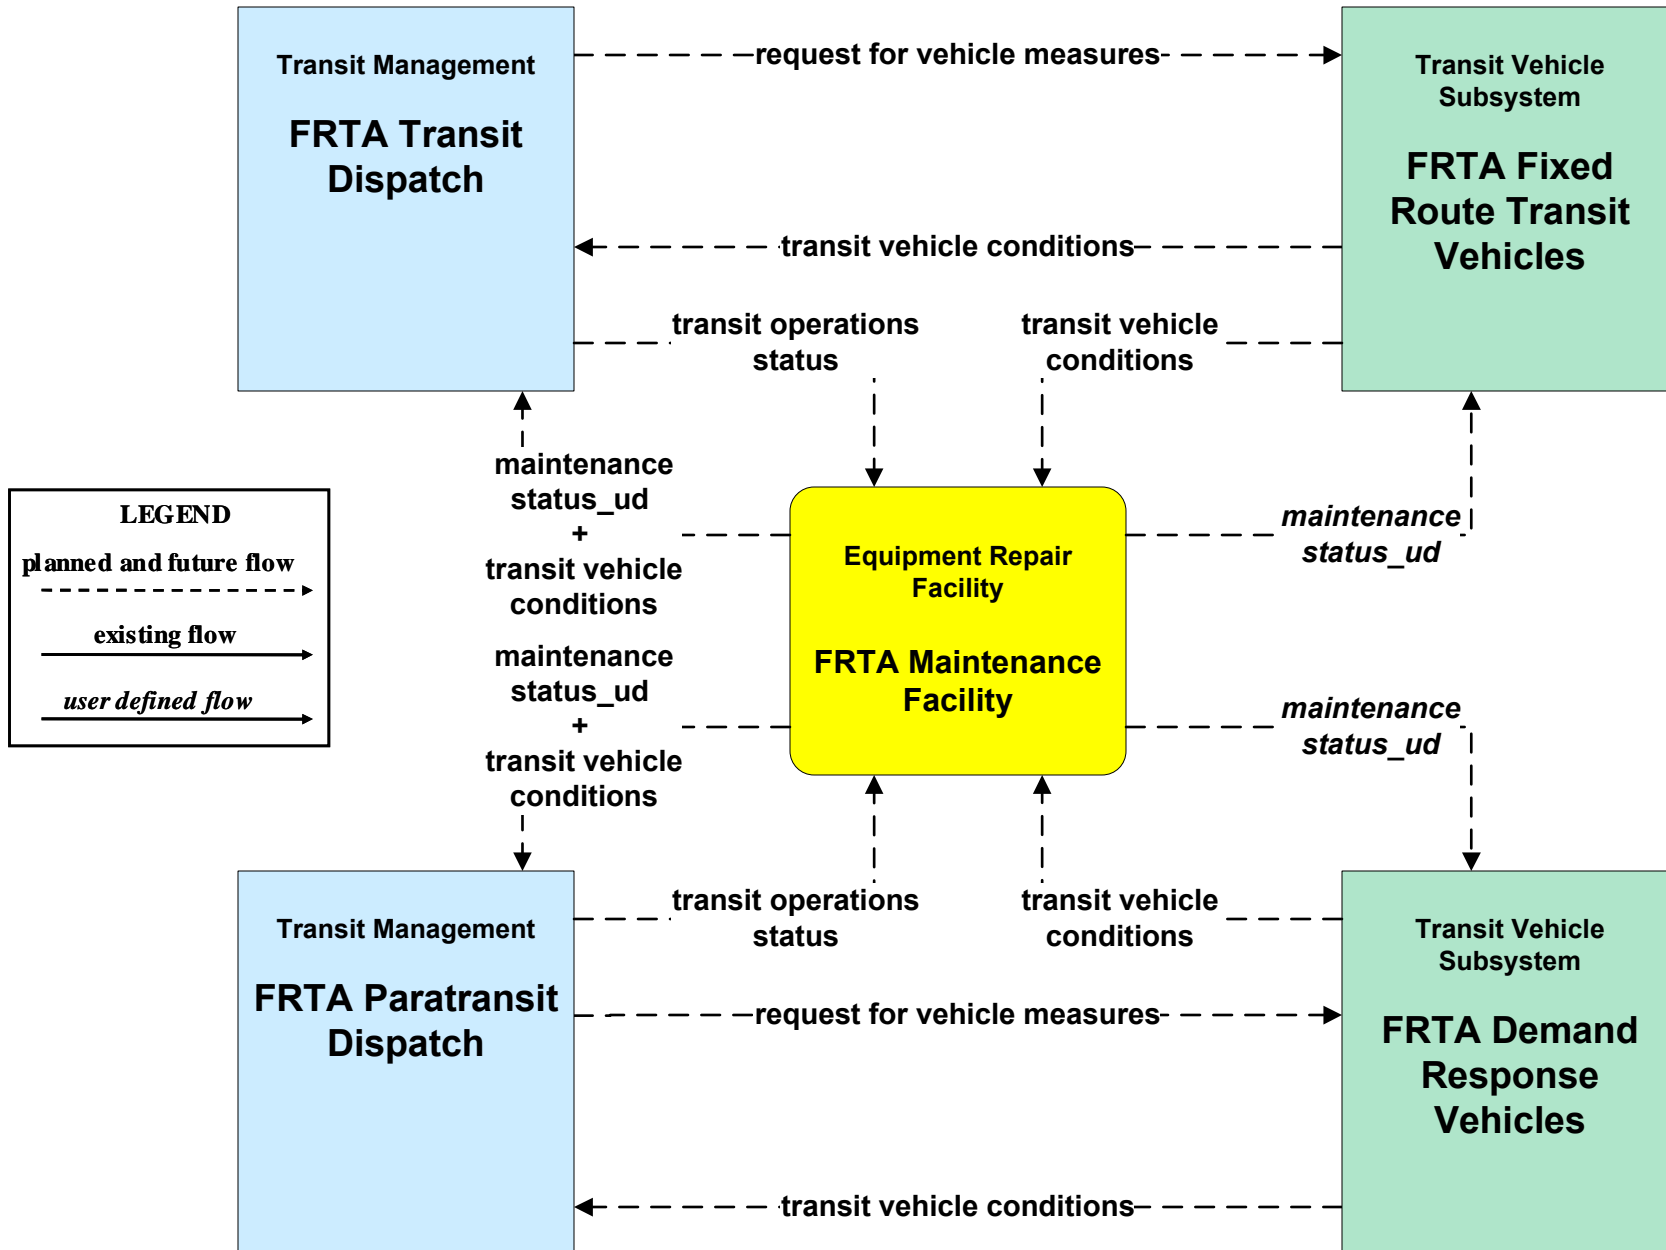 Transit Management
FRTA Transit
Dispatch
request for vehicle measures
Transit Vehicle
Subsystem
FRTA Fixed
Route Transit
Vehicles
transit vehicle conditions
transit operations
status
transit vehicle
conditions
LEGEND
planned and future flow
existing flow
user defined flow
maintenance
status_ud
+
transit vehicle
conditions
maintenance
status_ud
+
transit vehicle
conditions
Equipment Repair
Facility
FRTA Maintenance
Facility
maintenance
status_ud
maintenance
status_ud
Transit Management
FRTA Paratransit
Dispatch
transit operations
status
transit vehicle
conditions
request for vehicle measures
transit vehicle conditions
Transit Vehicle
Subsystem
FRTA Demand
Response
Vehicles